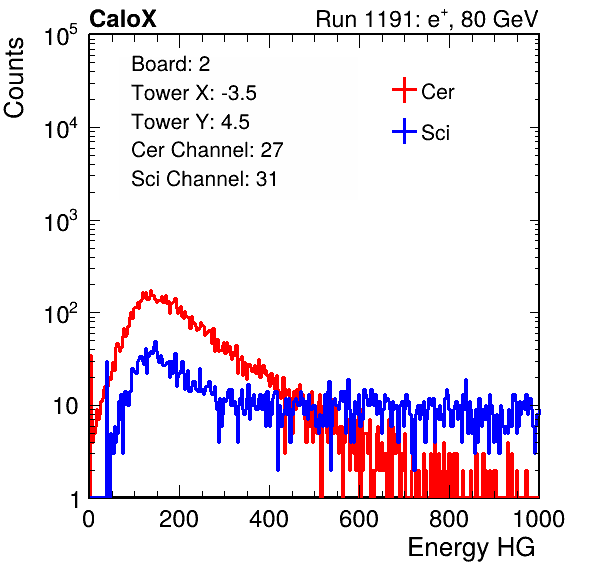 CaloX Run 1191: e⁺, 80 GeV
Counts
10⁵
10⁴
10³
10²
10
1
Board: 2
Tower X: -3.5
Tower Y: 4.5
Cer Channel: 27
Sci Channel: 31
Cer
Sci
0 200 400 600 800 1000
Energy HG